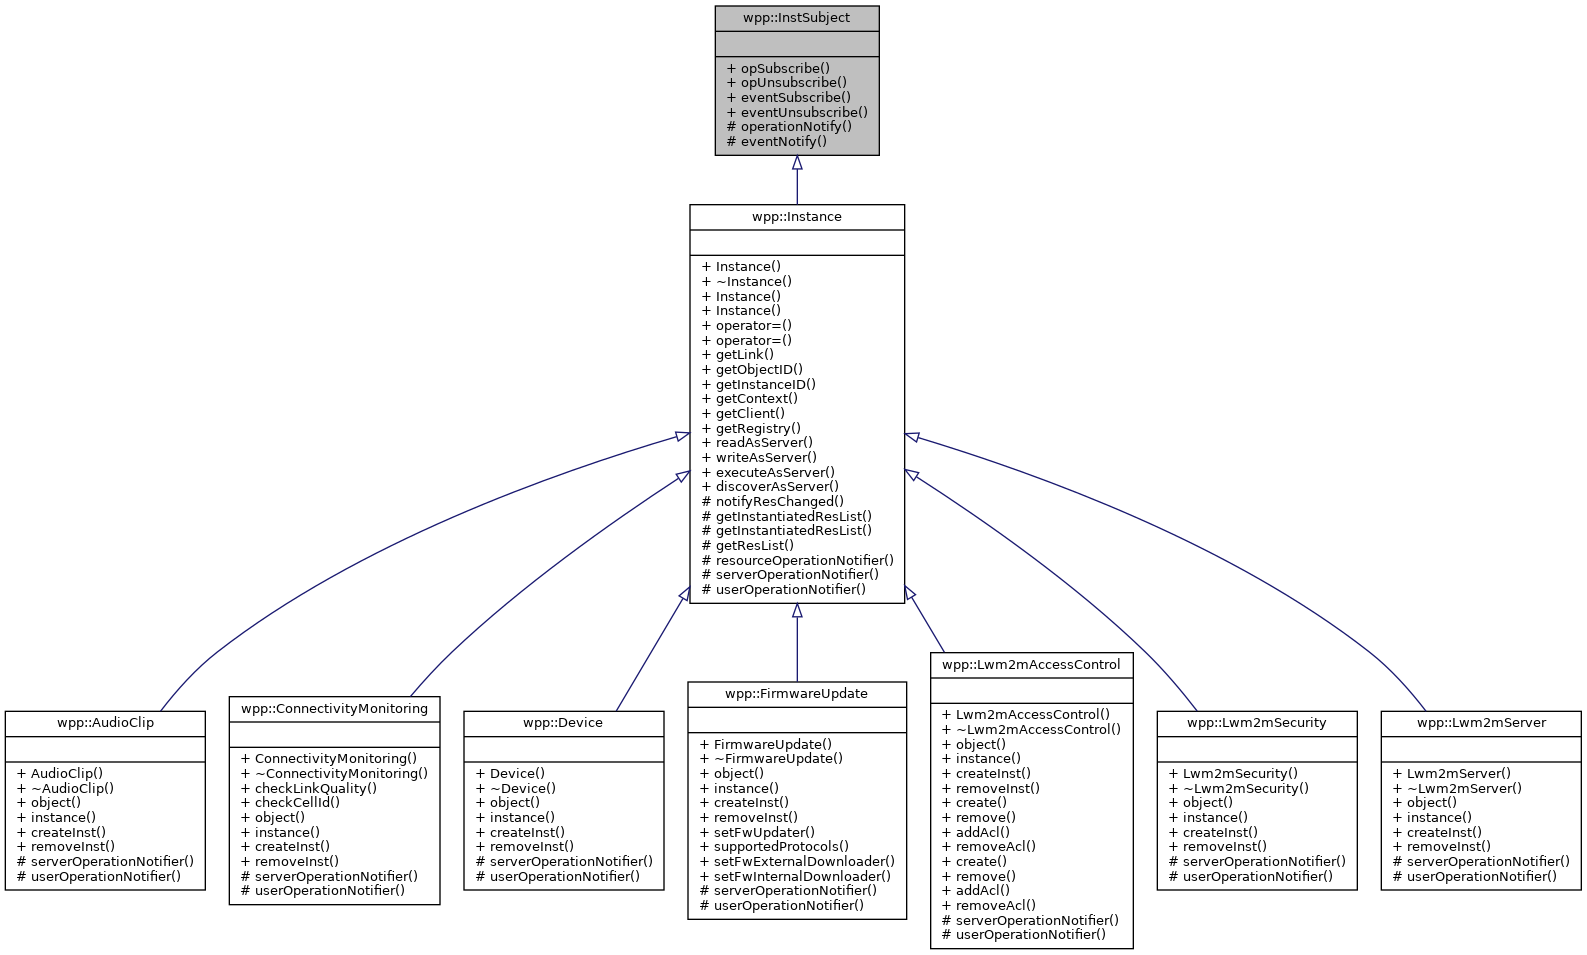 wpp::InstSubject
+ opSubscribe()
+ opUnsubscribe()
+ eventSubscribe()
+ eventUnsubscribe()
# operationNotify()
# eventNotify()
wpp::Instance
+ Instance()
+ ~Instance()
+ Instance()
+ Instance()
+ operator=()
+ operator=()
+ getLink()
+ getObjectID()
+ getInstanceID()
+ getContext()
+ getClient()
+ getRegistry()
+ readAsServer()
+ writeAsServer()
+ executeAsServer()
+ discoverAsServer()
# notifyResChanged()
# getInstantiatedResList()
# getInstantiatedResList()
# getResList()
# resourceOperationNotifier()
# serverOperationNotifier()
# userOperationNotifier()
wpp::AudioClip
+ AudioClip()
+ ~AudioClip()
+ object()
+ instance()
+ createInst()
+ removeInst()
# serverOperationNotifier()
# userOperationNotifier()
wpp::ConnectivityMonitoring
+ ConnectivityMonitoring()
+ ~ConnectivityMonitoring()
+ checkLinkQuality()
+ checkCellId()
+ object()
+ instance()
+ createInst()
+ removeInst()
# serverOperationNotifier()
# userOperationNotifier()
wpp::Device
+ Device()
+ ~Device()
+ object()
+ instance()
+ createInst()
+ removeInst()
# serverOperationNotifier()
# userOperationNotifier()
wpp::FirmwareUpdate
+ FirmwareUpdate()
+ ~FirmwareUpdate()
+ object()
+ instance()
+ createInst()
+ removeInst()
+ setFwUpdater()
+ supportedProtocols()
+ setFwExternalDownloader()
+ setFwInternalDownloader()
# serverOperationNotifier()
# userOperationNotifier()
wpp::Lwm2mAccessControl
+ Lwm2mAccessControl()
+ ~Lwm2mAccessControl()
+ object()
+ instance()
+ createInst()
+ removeInst()
+ create()
+ remove()
+ addAcl()
+ removeAcl()
+ create()
+ remove()
+ addAcl()
+ removeAcl()
# serverOperationNotifier()
# userOperationNotifier()
wpp::Lwm2mSecurity
+ Lwm2mSecurity()
+ ~Lwm2mSecurity()
+ object()
+ instance()
+ createInst()
+ removeInst()
# serverOperationNotifier()
# userOperationNotifier()
wpp::Lwm2mServer
+ Lwm2mServer()
+ ~Lwm2mServer()
+ object()
+ instance()
+ createInst()
+ removeInst()
# serverOperationNotifier()
# userOperationNotifier()